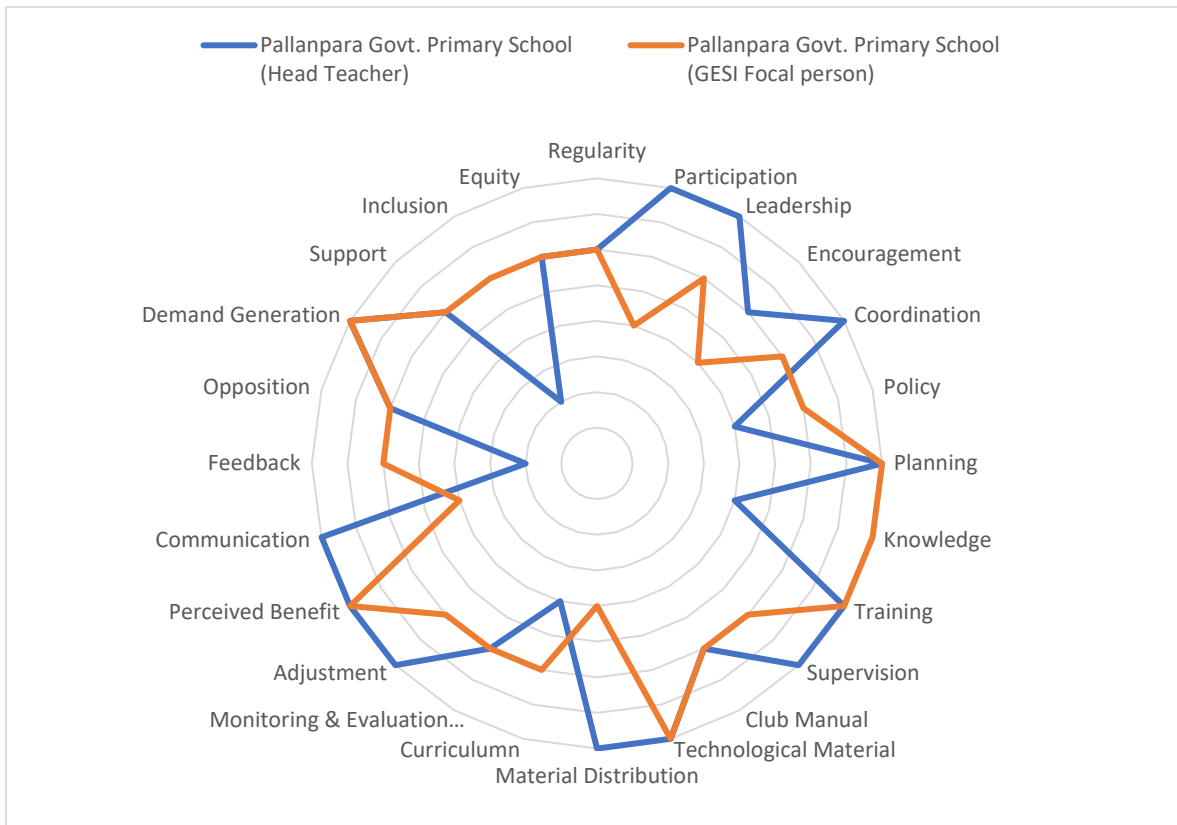 Pallanpara Govt. Primary School
(Head Teacher)
Pallanpara Govt. Primary School
(GESI Focal person)
Regularity
Participation
Leadership
Encouragement
Coordination
Policy
Planning
Knowledge
Training
Supervision
Club Manual
Technological Material
Material Distribution
Curriculumn
Monitoring & Evaluation...
Adjustment
Perceived Benefit
Communication
Feedback
Opposition
Demand Generation
Support
Inclusion
Equity